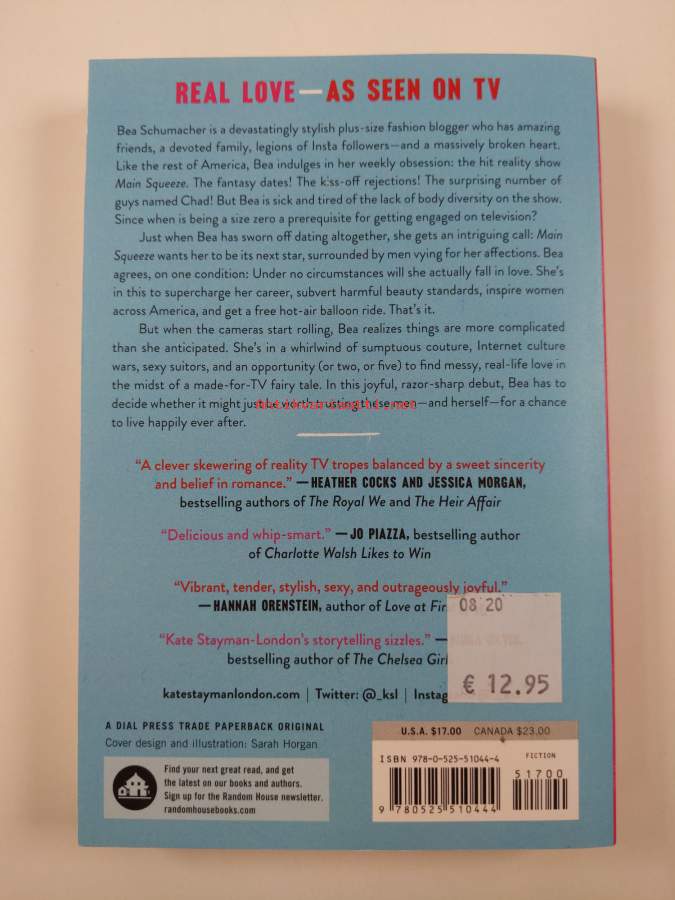 REAL LOVE—AS SEEN ON TV
Bea Schumacher is a devastatingly stylish plus-size fashion blogger who has amazing
friends, a devoted family, legions of Insta followers—and a massively broken heart.
Like the rest of America, Bea indulges in her weekly obsession: the hit reality show
Main Squeeze. The fantasy dates! The kiss-off rejections! The surprising number of
guys named Chad! But Bea is sick and tired of the lack of body diversity on the show.
Since when is being a size zero a prerequisite for getting engaged on television?
Just when Bea has sworn off dating altogether, she gets an intriguing call: Main
Squeeze wants her to be its next star, surrounded by men vying for her affections. Bea
agrees, on one condition: Under no circumstances will she actually fall in love. She's
in this to supercharge her career, subvert harmful beauty standards, inspire women
across America, and get a free hot-air balloon ride. That's it.
But when the cameras start rolling, Bea realizes things are more complicated
than she anticipated. She's in a whirlwind of sumptuous couture, Internet culture
wars, sexy suitors, and an opportunity (or two, or five) to find messy, real-life love in
the midst of a made-for-TV fairy tale. In this joyful, razor-sharp debut, Bea has to
decide whether it might just be worth trusting these men—and herself—for a chance
to live happily ever after.
Antikvariaatti.net
"A clever skewering of reality TV tropes balanced by a sweet sincerity
and belief in romance." —HEATHER COCKS AND JESSICA MORGAN,
bestselling authors of The Royal We and The Heir Affair
"Delicious and whip-smart." —JO PIAZZA, bestselling author
of Charlotte Walsh Likes to Win
"Vibrant, tender, stylish, sexy, and outrageously joyful."
—HANNAH ORENSTEIN, author of Love at Fir
"Kate Stayman-London's storytelling sizzles." —
bestselling author of The Chelsea Girl
08 20
€ 12.95
katestaymanlondon.com | Twitter: @_ksl | Instag
A DIAL PRESS TRADE PAPERBACK ORIGINAL
Cover design and illustration: Sarah Horgan
Find your next great read, and get
the latest on our books and authors.
Sign up for the Random House newsletter.
randomhousebooks.com
U.S.A. $17.00 CANADA $23.00
ISBN 978-0-525-51044-4
FICTION
51700
9 780525 510444